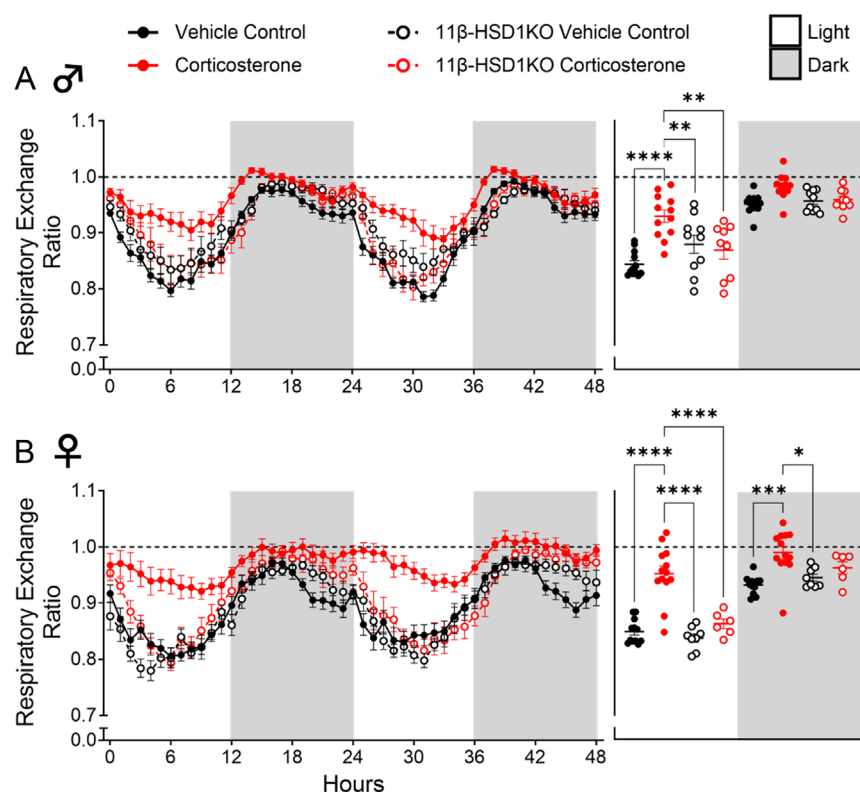 Vehicle Control
11β-HSD1KO Vehicle Control
Light
Corticosterone
11β-HSD1KO Corticosterone
Dark
A ♂
Respiratory Exchange
Ratio
1.1
1.0
0.9
0.8
0.7
0.0
0 6 12 18 24 30 36 42 48
**
**
****
B ♀
Respiratory Exchange
Ratio
1.1
1.0
0.9
0.8
0.7
0.0
0 6 12 18 24 30 36 42 48
Hours
****
****
*
****
***